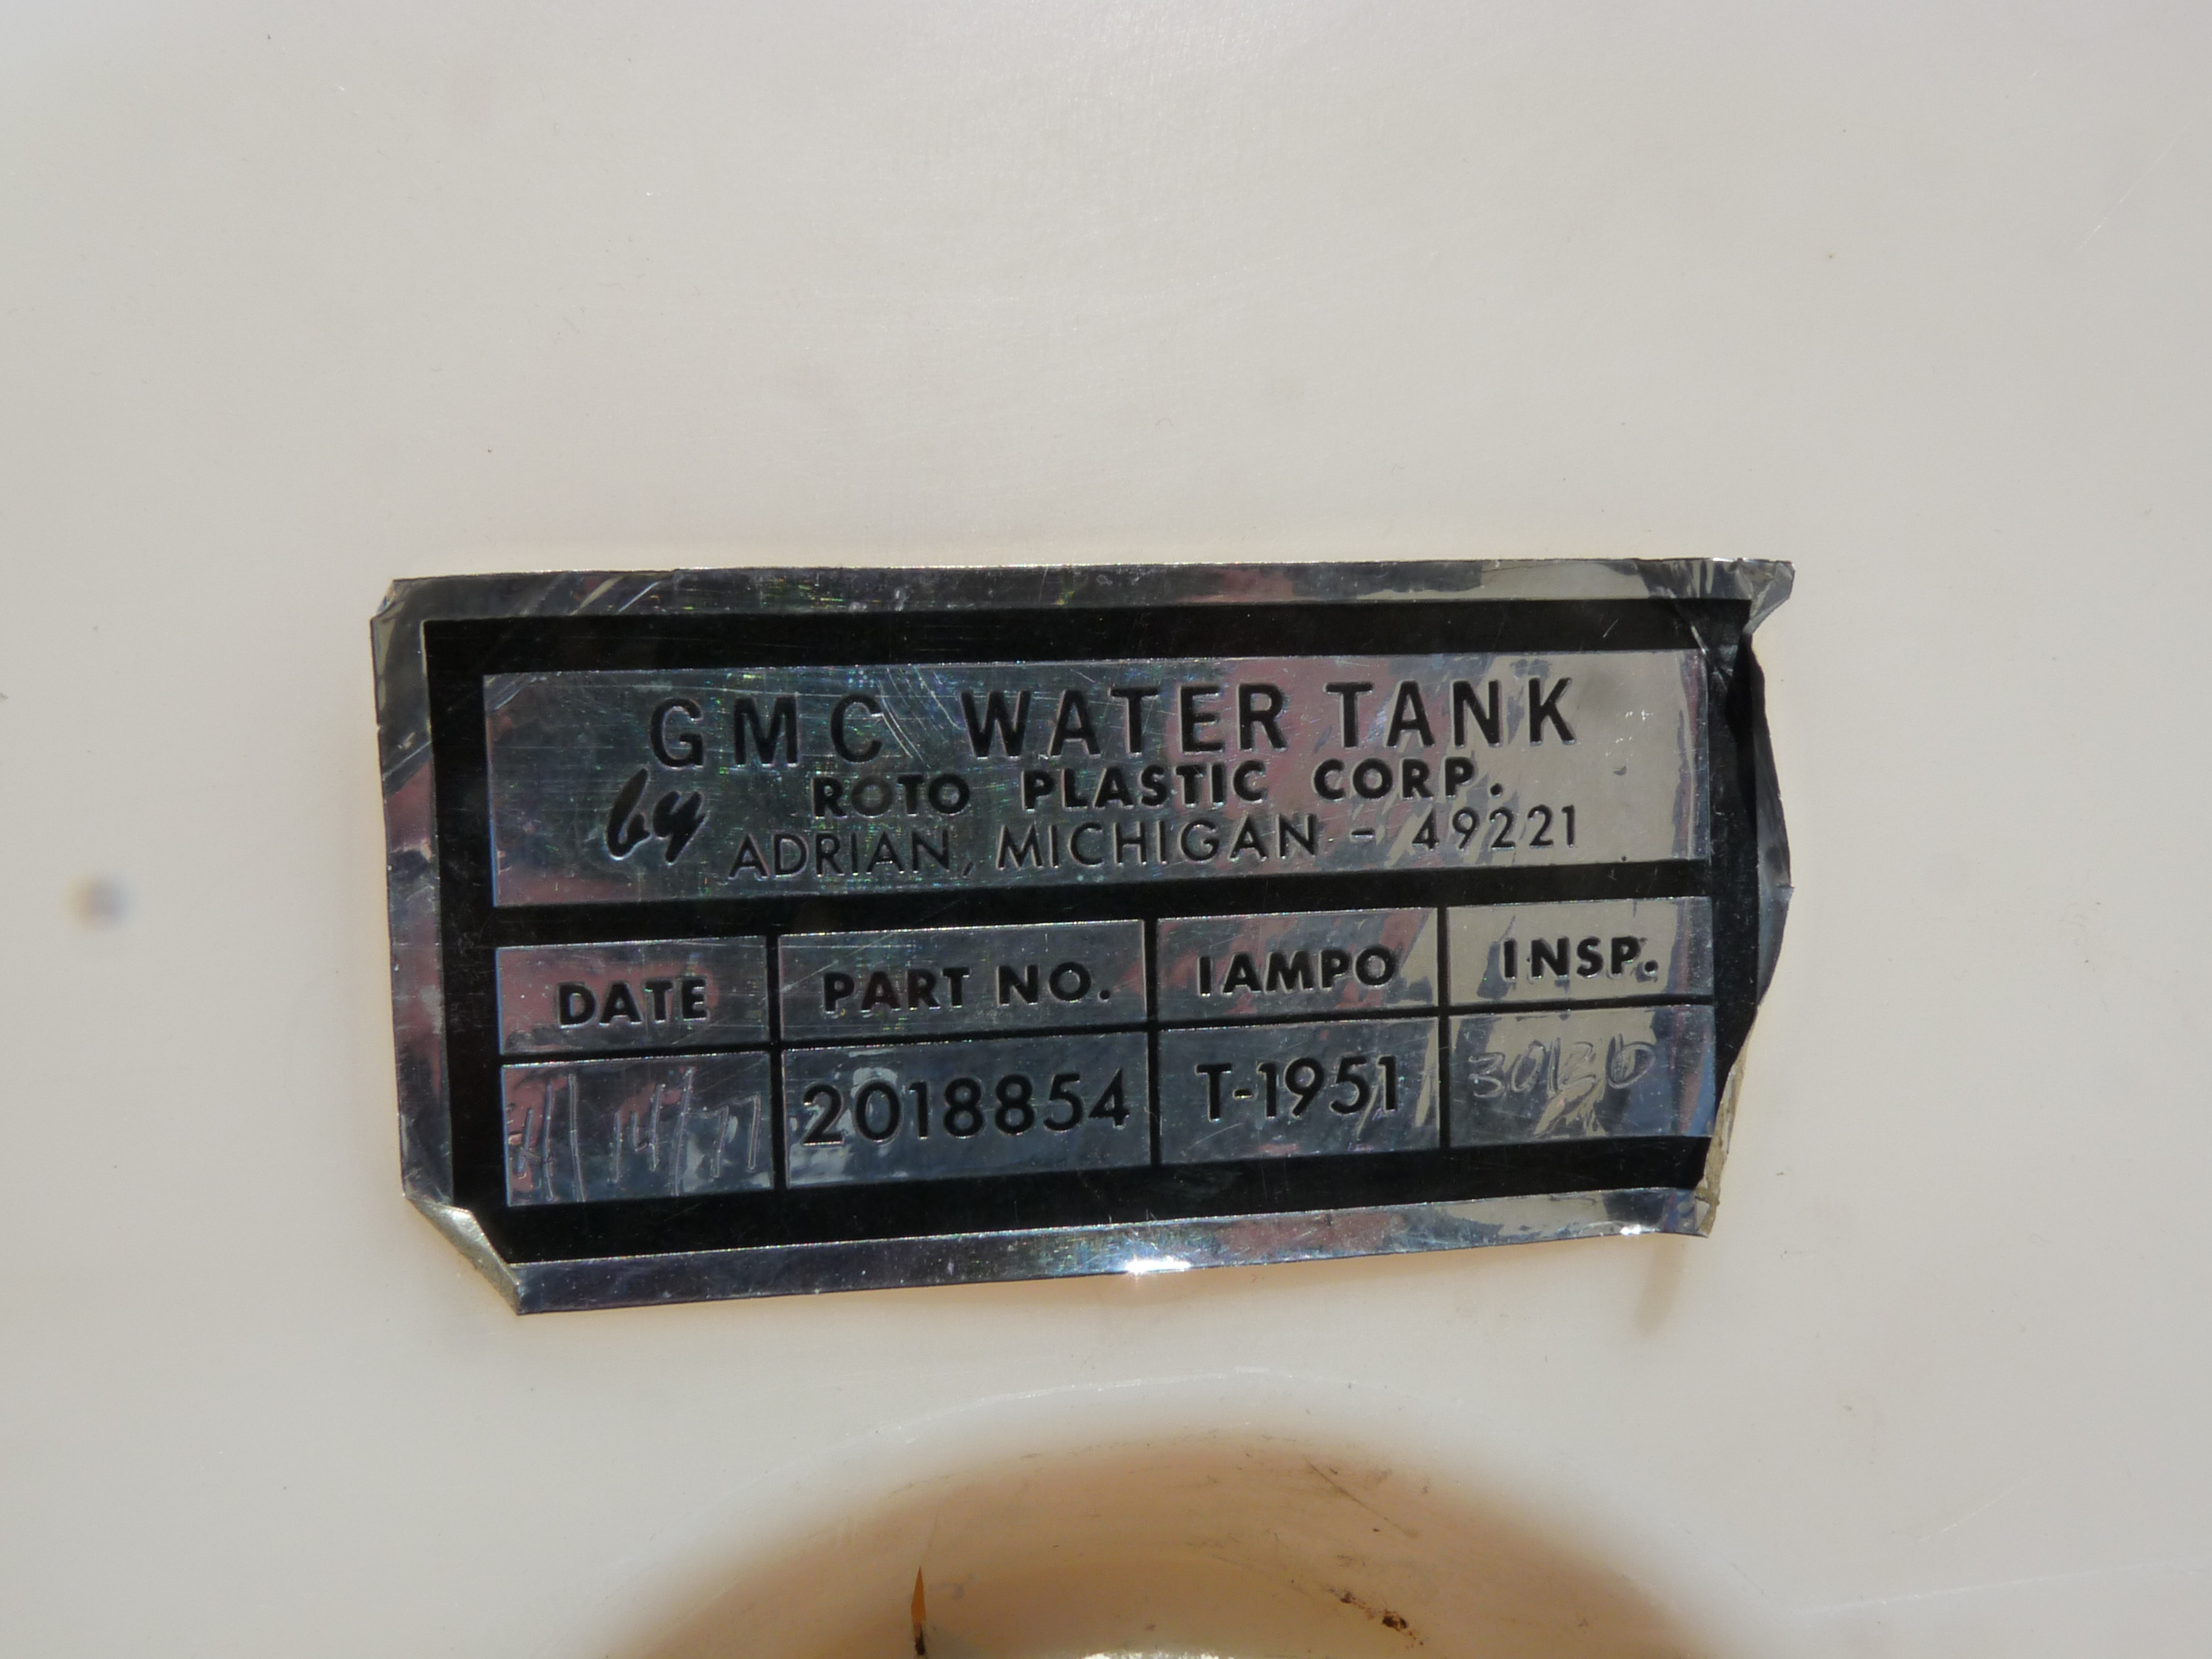 GMC WATER TANK
by ROTO PLASTIC CORP.
ADRIAN, MICHIGAN - 49221
DATE PART NO. IAMPO INSP.
2018854 T-1951